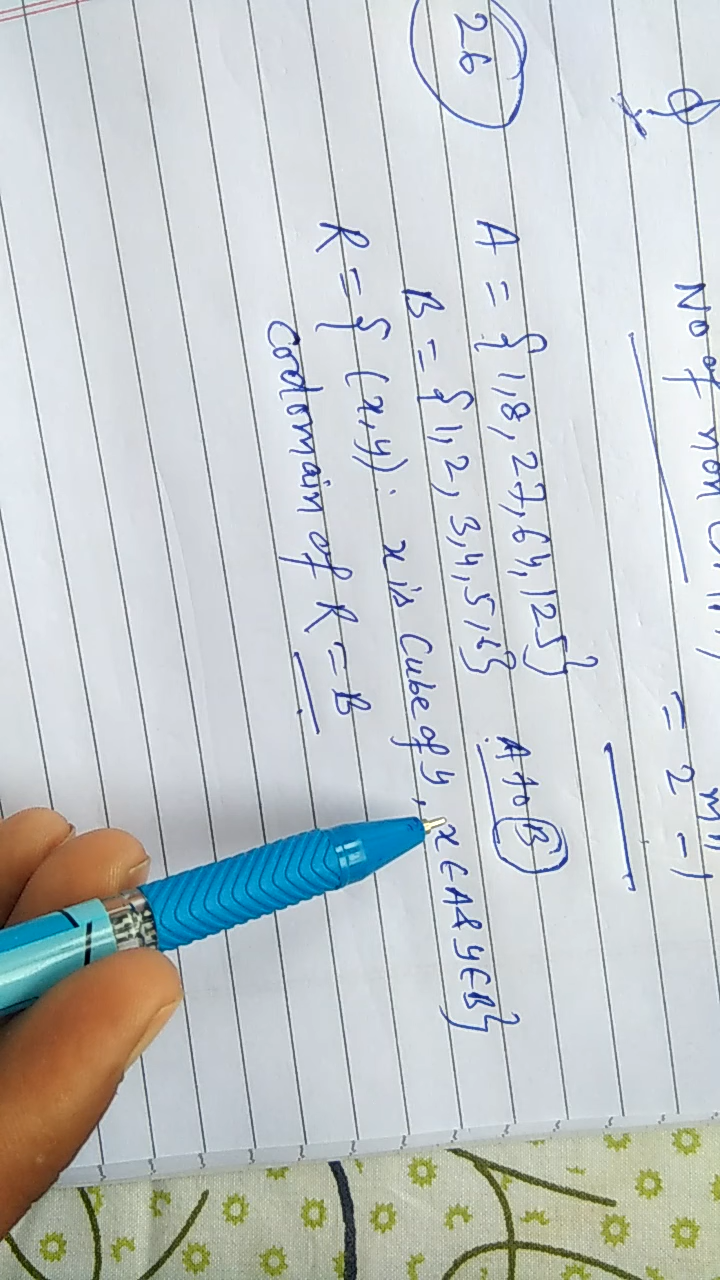 No of non
= 2^mn - 1
26
A = {1,8,27,64,125}
A to B
B = {1,2,3,4,5,6}
R = {(x,y): x is Cube of y, x∈A & y∈B}
Codomain of R = B